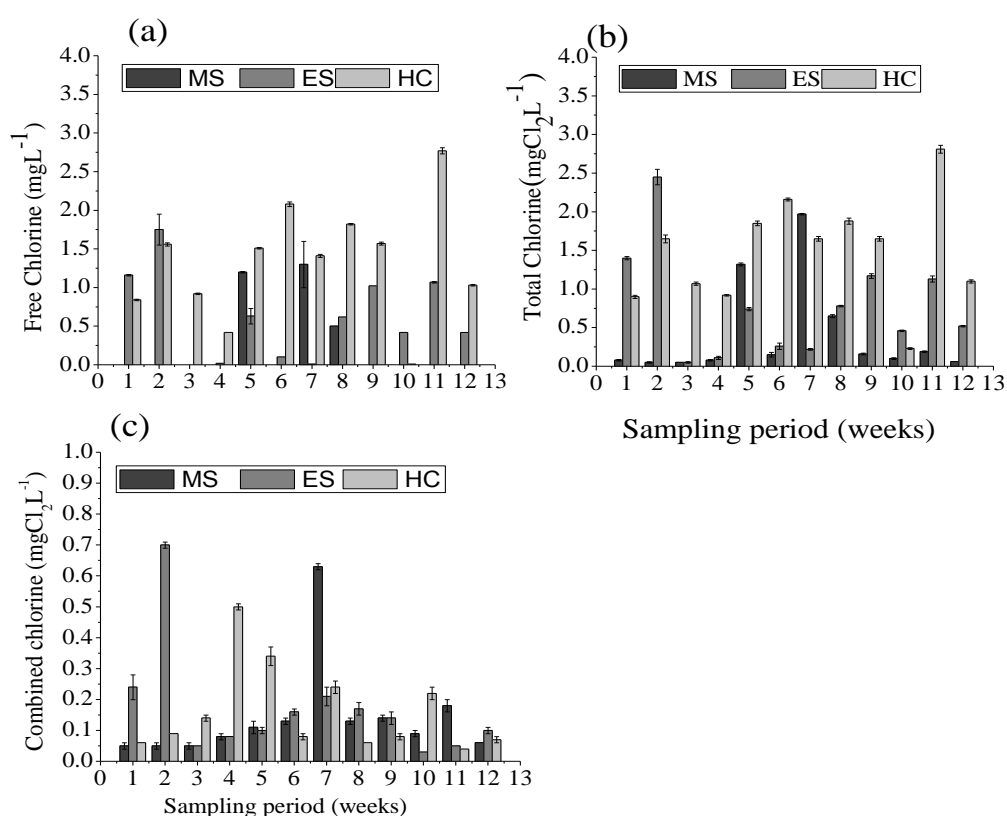 (a)
Free Chlorine (mgL⁻¹)
4.0
3.5
3.0
2.5
2.0
1.5
1.0
0.5
0.0
MS ES HC
0 1 2 3 4 5 6 7 8 9 10 11 12 13
(b)
Total Chlorine(mgCl₂L⁻¹)
4.0
3.5
3.0
2.5
2.0
1.5
1.0
0.5
0.0
MS ES HC
0 1 2 3 4 5 6 7 8 9 10 11 12 13
Sampling period (weeks)
(c)
Combined chlorine (mgCl₂L⁻¹)
1.0
0.9
0.8
0.7
0.6
0.5
0.4
0.3
0.2
0.1
0.0
MS ES HC
0 1 2 3 4 5 6 7 8 9 10 11 12 13
Sampling period (weeks)